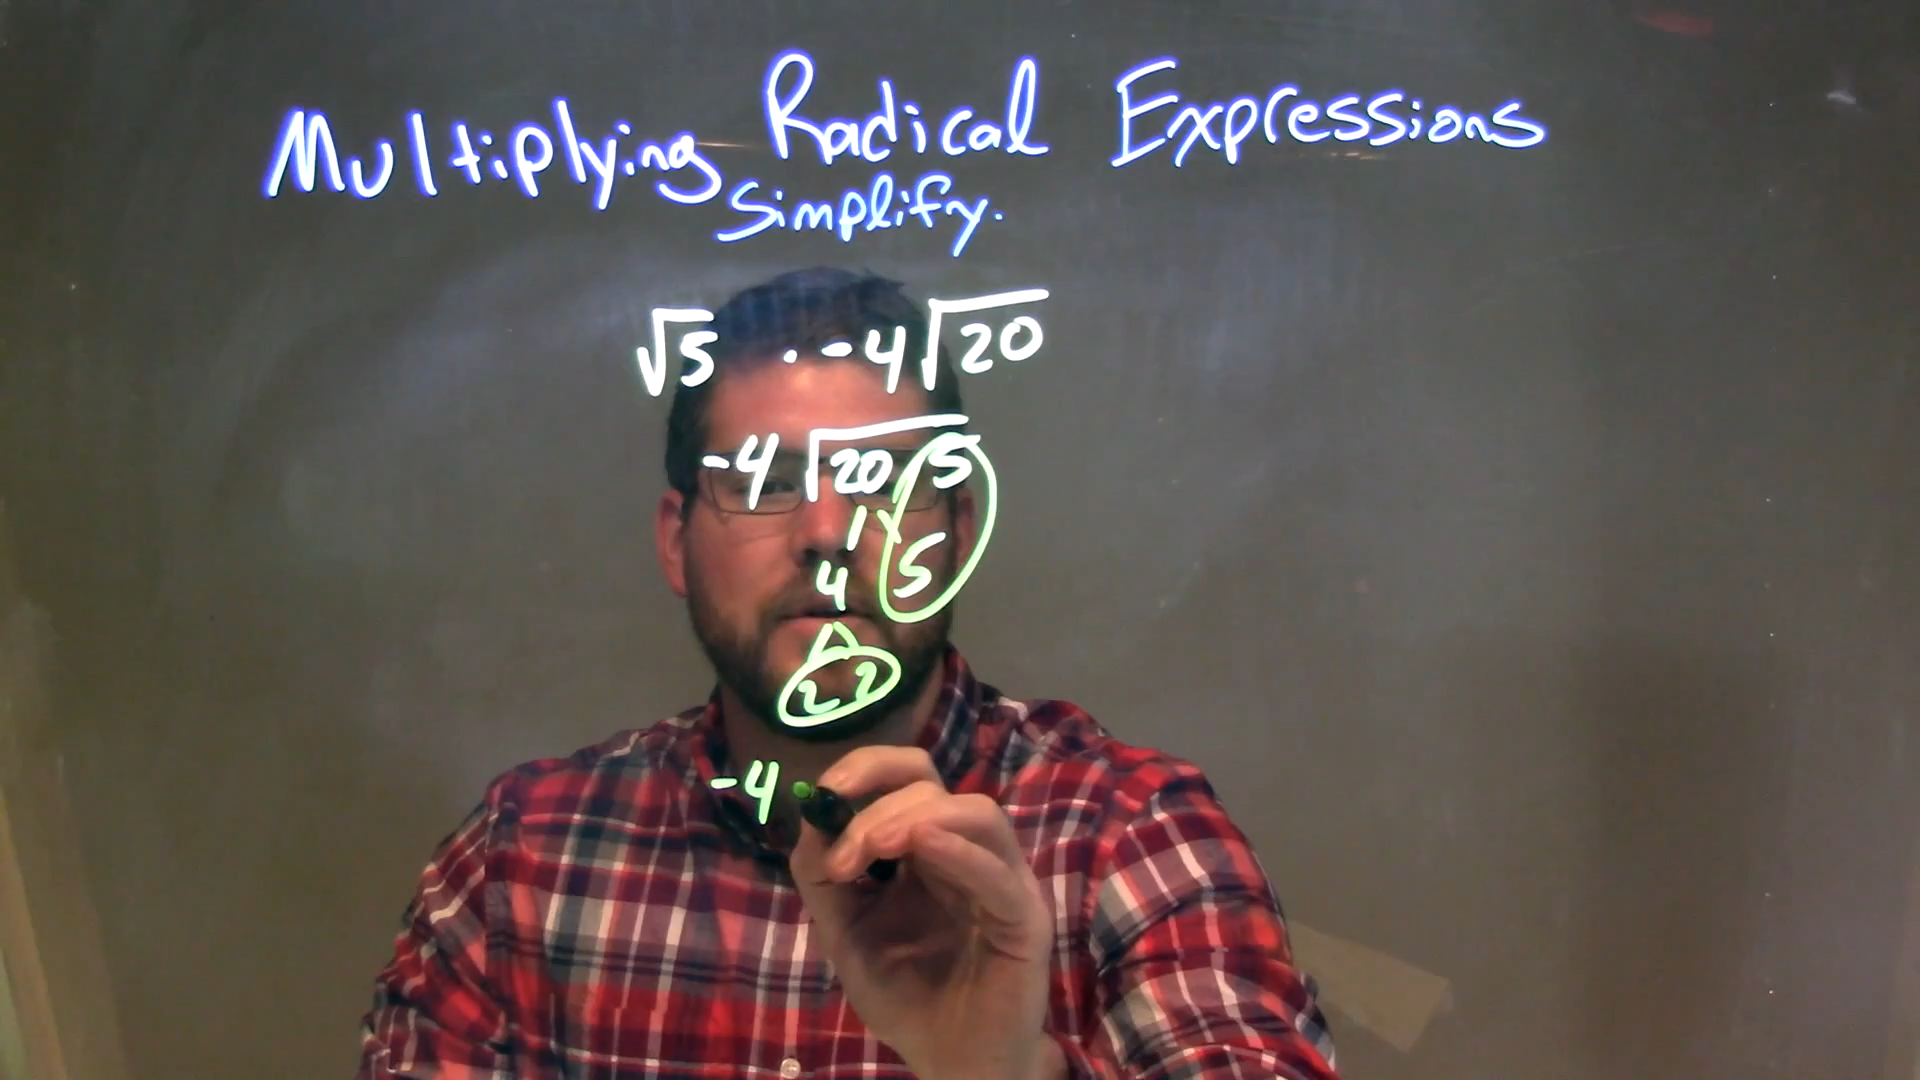 Multiplying Radical Expressions
Simplify.
√5 · -4√20
-4√20 · 5
4 5
2 2
-4 ·